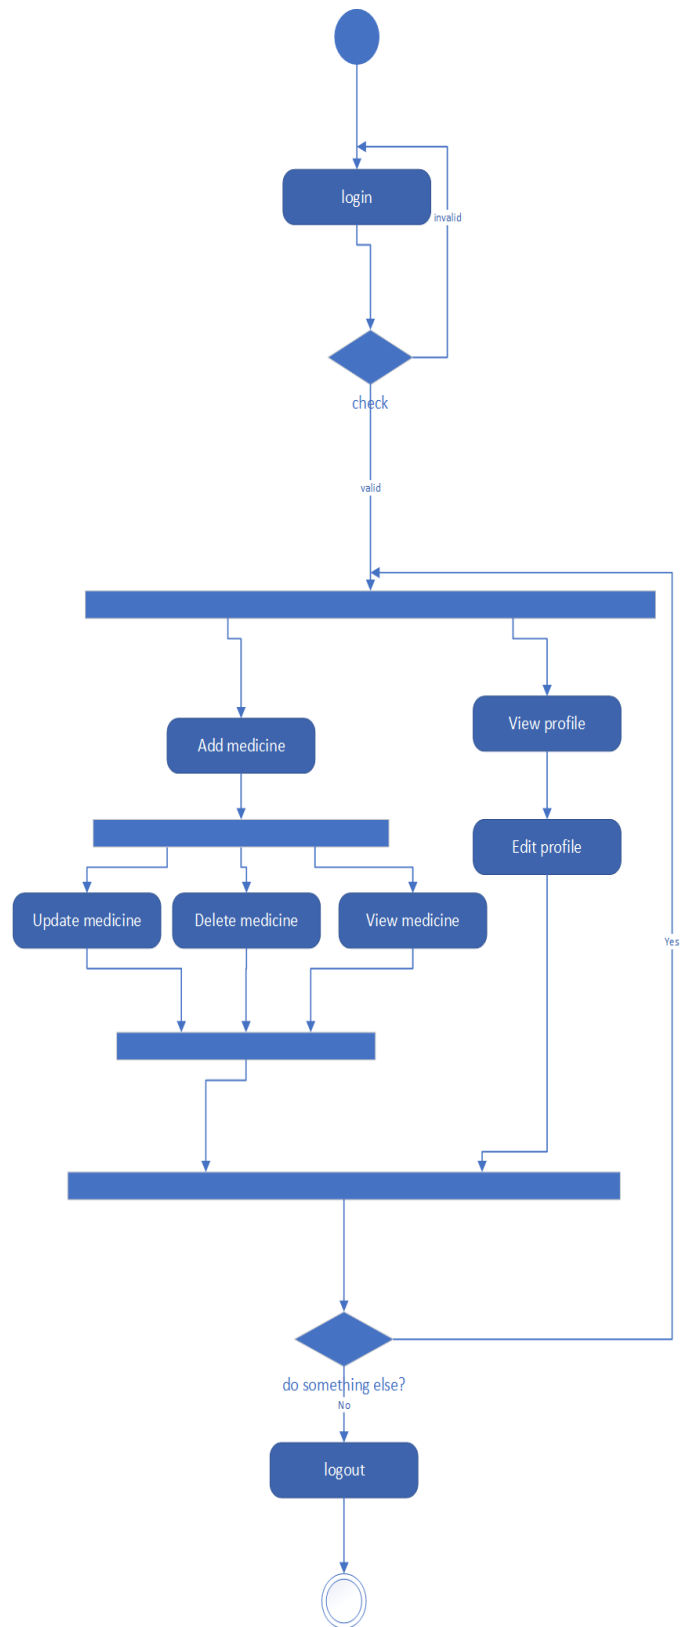 login
invalid
check
valid
View profile
Add medicine
Edit profile
Update medicine
Delete medicine
View medicine
Yes
do something else?
No
logout